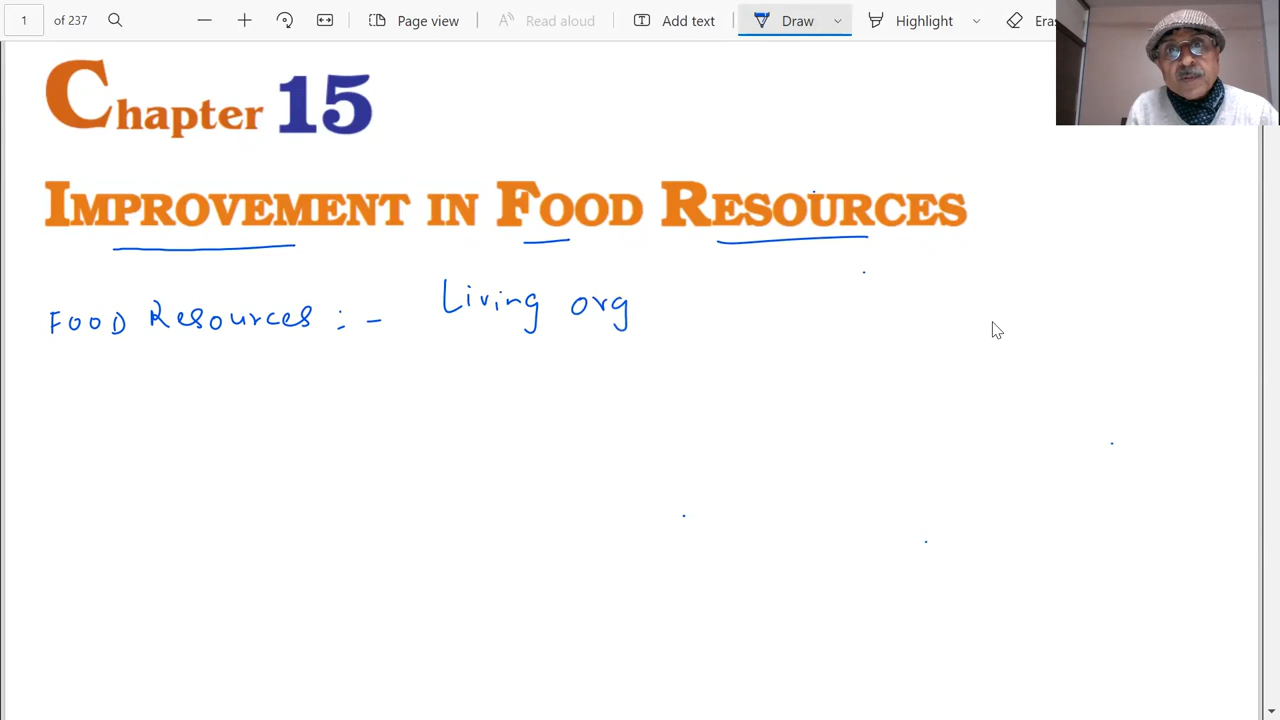 1 of 237 Page view Read aloud Add text Draw Highlight Eras
Chapter 15
IMPROVEMENT IN FOOD RESOURCES
FOOD Resources :- Living org